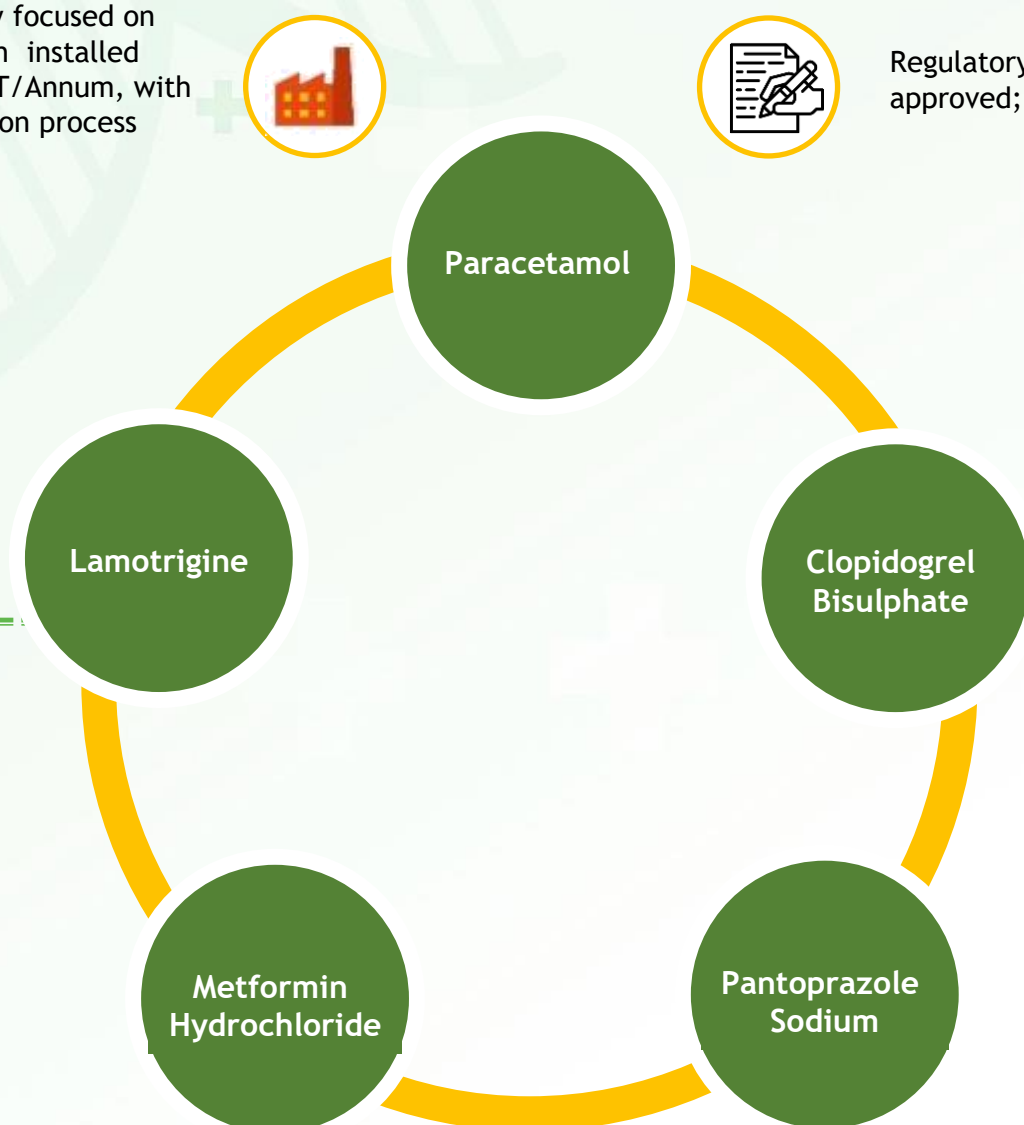 focused on
installed
T/Annum, with
on process
Regulatory
approved;
Paracetamol
Lamotrigine
Clopidogrel
Bisulphate
Metformin
Hydrochloride
Pantoprazole
Sodium